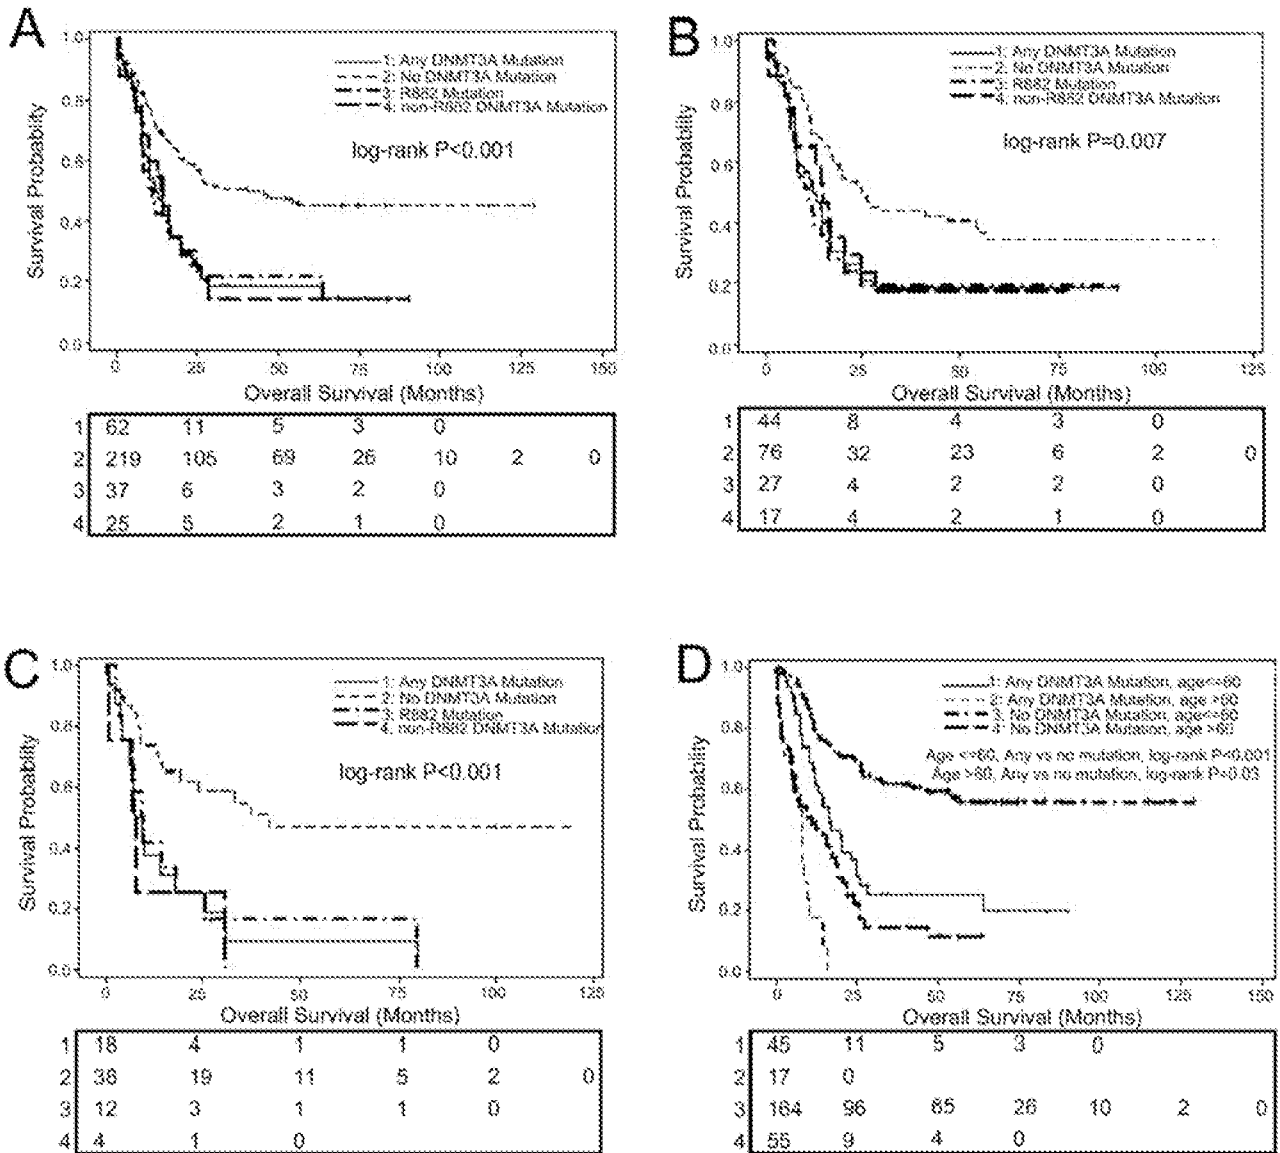 A
Survival Probability
1.0
0.8
0.6
0.4
0.2
0.0
1: Any DNMT3A Mutation
2: No DNMT3A Mutation
3: R882 Mutation
4: non-R882 DNMT3A Mutation
log-rank P<0.001
0 25 50 75 100 125 150
Overall Survival (Months)
1 62 11 5 3 0
2 219 105 69 26 10 2 0
3 37 6 3 2 0
4 25 5 2 1 0
B
Survival Probability
1.0
0.8
0.6
0.4
0.2
0.0
1: Any DNMT3A Mutation
2: No DNMT3A Mutation
3: R882 Mutation
4: non-R882 DNMT3A Mutation
log-rank P=0.007
0 25 50 75 100 125
Overall Survival (Months)
1 44 8 4 3 0
2 76 32 23 6 2 0
3 27 4 2 2 0
4 17 4 2 1 0
C
Survival Probability
1.0
0.8
0.6
0.4
0.2
0.0
1: Any DNMT3A Mutation
2: No DNMT3A Mutation
3: R882 Mutation
4: non-R882 DNMT3A Mutation
log-rank P<0.001
0 25 50 75 100 125
Overall Survival (Months)
1 18 4 1 1 0
2 38 19 11 5 2 0
3 12 3 1 1 0
4 4 1 0
D
Survival Probability
1.0
0.8
0.6
0.4
0.2
0.0
1: Any DNMT3A Mutation, age<=60
2: Any DNMT3A Mutation, age >60
3: No DNMT3A Mutation, age<=60
4: No DNMT3A Mutation, age >60
Age <=60, Any vs no mutation, log-rank P<0.001
Age >60, Any vs no mutation, log-rank P<0.03
0 25 50 75 100 125 150
Overall Survival (Months)
1 45 11 5 3 0
2 17 0
3 164 96 65 26 10 2 0
4 55 9 4 0